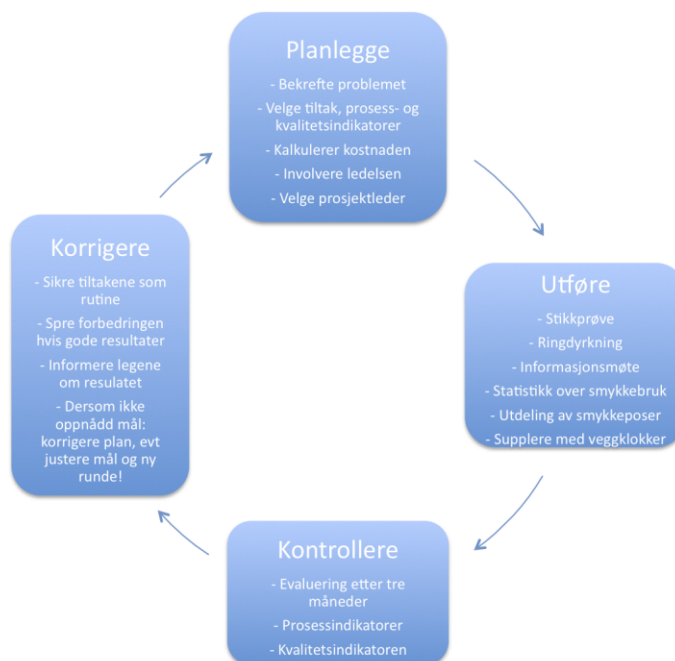 Planlegge
- Bekrefte problemet
- Velge tiltak, prosess- og
kvalitetsindikatorer
- Kalkulerer kostnaden
- Involvere ledelsen
- Velge prosjektleder
Utføre
- Stikkprøve
- Ringdyrkning
- Informasjonsmøte
- Statistikk over smykkebruk
- Utdeling av smykkeposer
- Supplere med veggklokker
Kontrollere
- Evaluering etter tre
måneder
- Prosessindikatorer
- Kvalitetsindikatoren
Korrigere
- Sikre tiltakene som
rutine
- Spre forbedringen
hvis gode resultater
- Informere legene
om resulatet
- Dersom ikke
oppnådd mål:
korrigere plan, evt
justere mål og ny
runde!